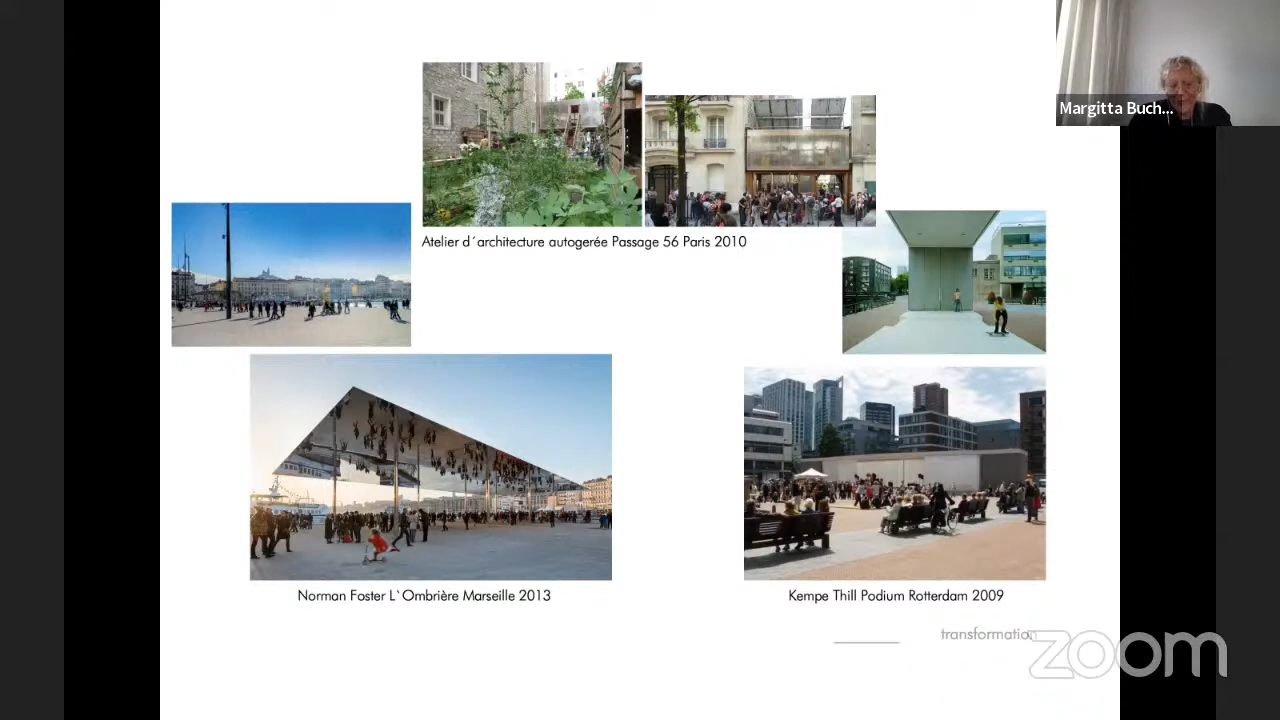 Margitta Buch...
Atelier d´architecture autogerée Passage 56 Paris 2010
Norman Foster L`Ombrière Marseille 2013
Kempe Thill Podium Rotterdam 2009
transformation
zoom